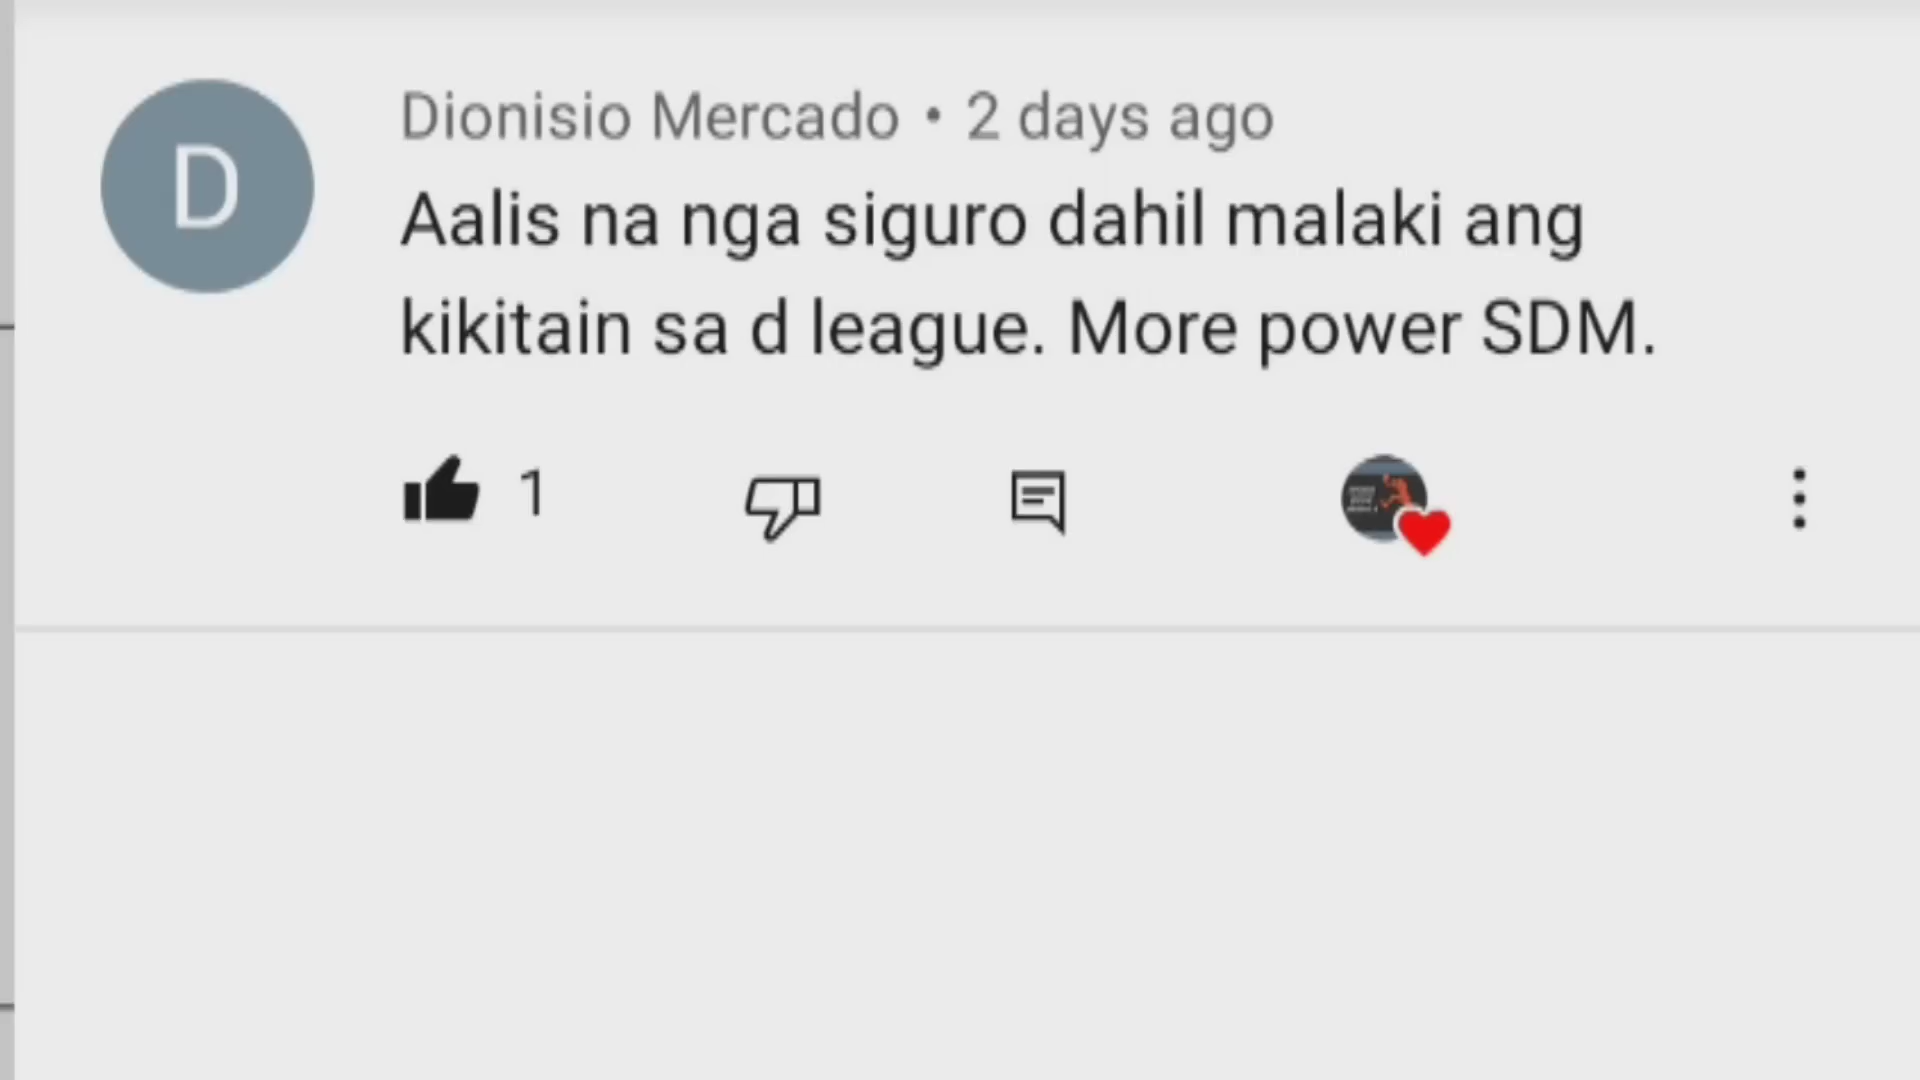 D
Dionisio Mercado • 2 days ago
Aalis na nga siguro dahil malaki ang
kikitain sa d league. More power SDM.
1